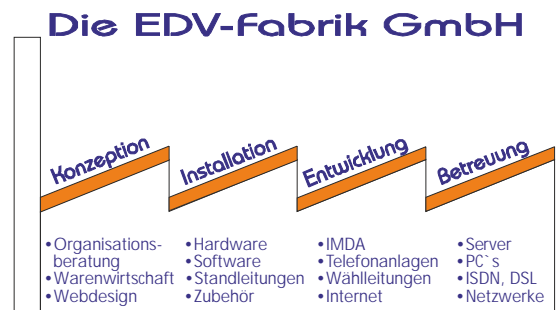 Die EDV-Fabrik GmbH
Konzeption
Installation
Entwicklung
Betreuung
•Organisations-
beratung
•Warenwirtschaft
•Webdesign
•Hardware
•Software
•Standleitungen
•Zubehör
•IMDA
•Telefonanlagen
•Wählleitungen
•Internet
•Server
•PC`s
•ISDN, DSL
•Netzwerke